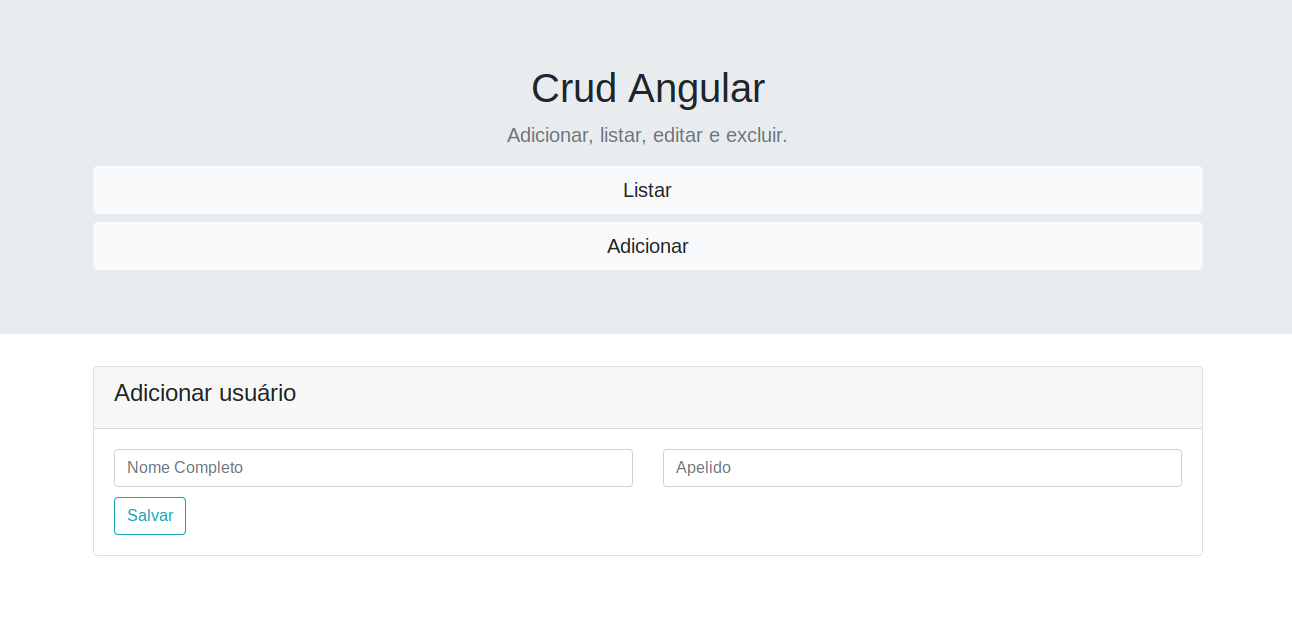 Crud Angular
Adicionar, listar, editar e excluir.
Listar
Adicionar
Adicionar usuário
Nome Completo
Apelido
Salvar